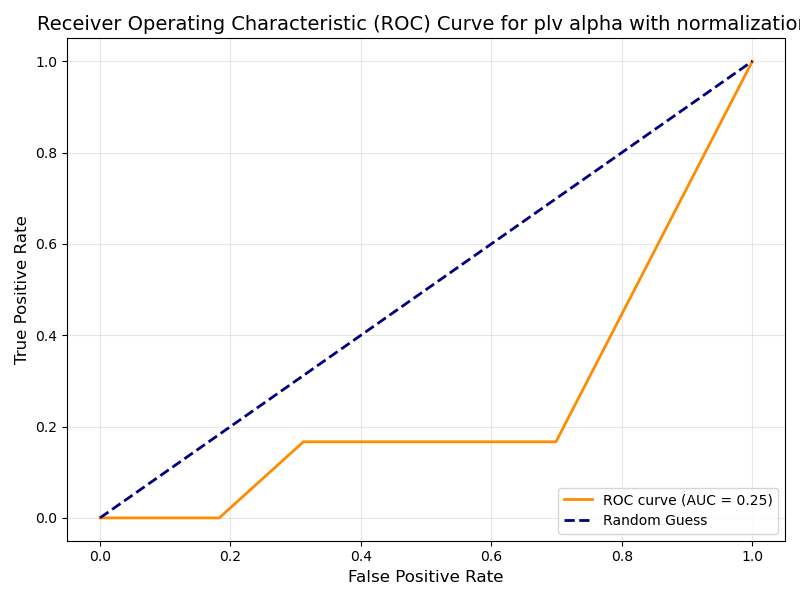 Receiver Operating Characteristic (ROC) Curve for plv alpha with normalization
1.0
0.8
0.6
0.4
0.2
0.0
True Positive Rate
0.0 0.2 0.4 0.6 0.8 1.0
False Positive Rate
ROC curve (AUC = 0.25)
Random Guess